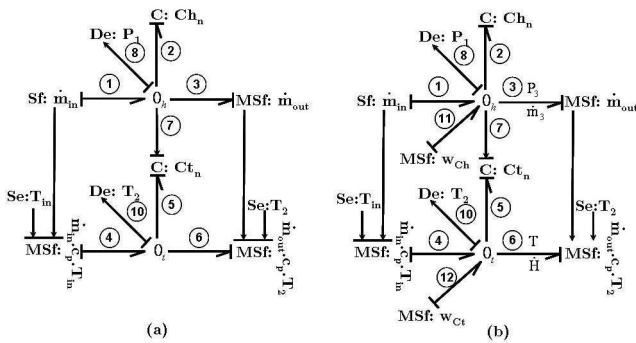 C: Chₙ
De: P₁
8
2
1
3
Sf: ṁᵢₙ
0ₕ
MSf: ṁₒᵤₜ
7
C: Ctₙ
De: T₂
Se:Tᵢₙ
10
5
Se:T₂
4
6
MSf:
0ₜ
MSf:
ṁᵢₙ.cₚ.Tᵢₙ
ṁₒᵤₜ.cₚ.T₂
(a)
C: Chₙ
De: P₁
8
2
1
3 P₃
Sf: ṁᵢₙ
0ₕ
ṁ₃
MSf: ṁₒᵤₜ
11
7
MSf: w_Ch
C: Ctₙ
De: T₂
Se:Tᵢₙ
10
5
Se:T₂
4
6 T
MSf:
0ₜ
Ḣ
MSf:
ṁᵢₙ.cₚ.Tᵢₙ
ṁₒᵤₜ.cₚ.T₂
12
MSf: w_Ct
(b)